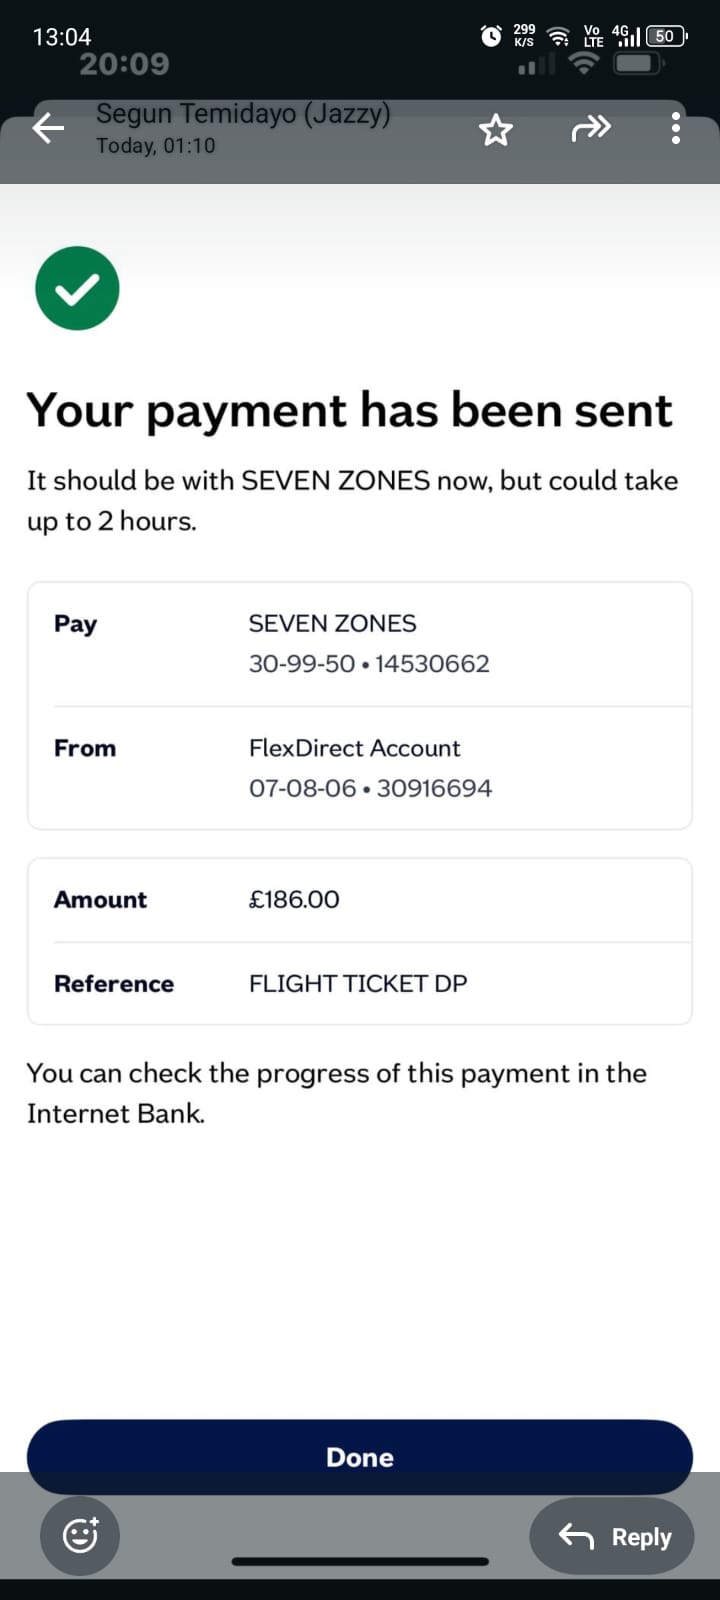 13:04
299
K/S
Vo
LTE
4G
50
20:09
Segun Temidayo (Jazzy)
Today, 01:10
Your payment has been sent
It should be with SEVEN ZONES now, but could take
up to 2 hours.
Pay
SEVEN ZONES
30-99-50 • 14530662
From
FlexDirect Account
07-08-06 • 30916694
Amount
£186.00
Reference
FLIGHT TICKET DP
You can check the progress of this payment in the
Internet Bank.
Done
Reply